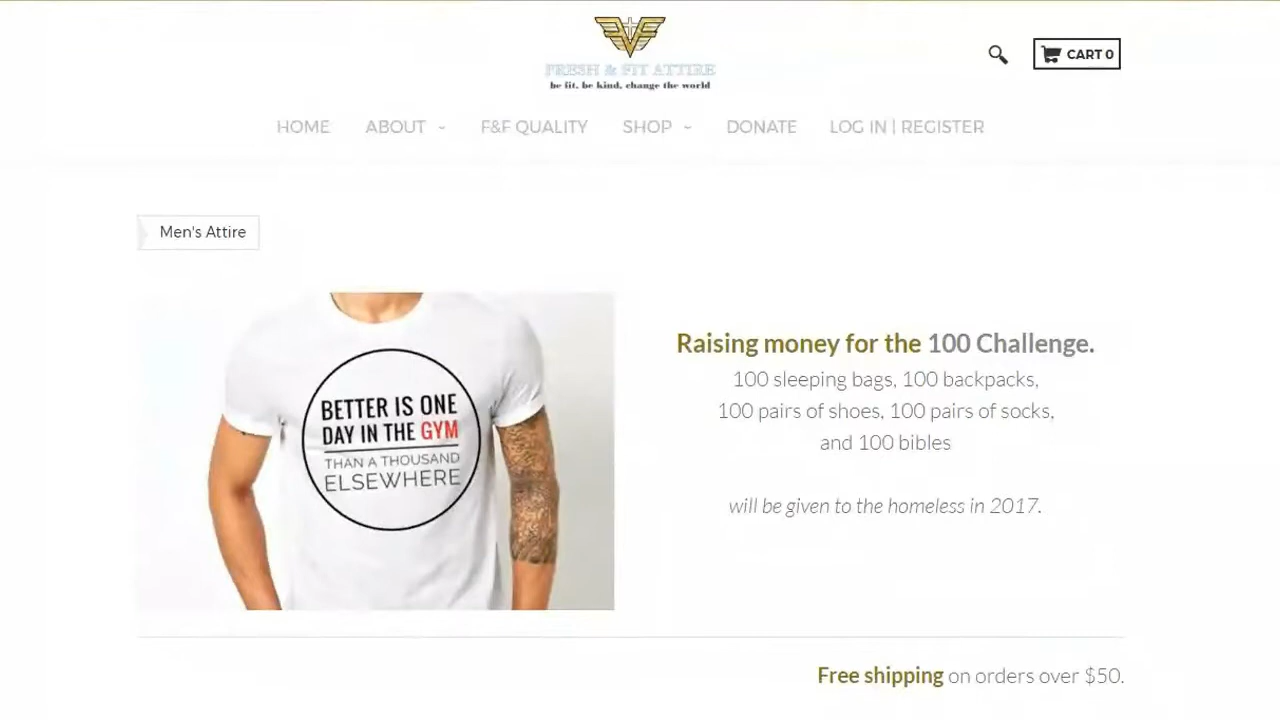 FRESH & FIT ATTIRE
be fit, be kind, change the world
CART 0
HOME ABOUT F&F QUALITY SHOP DONATE LOG IN | REGISTER
Men's Attire
BETTER IS ONE
DAY IN THE GYM
THAN A THOUSAND
ELSEWHERE
Raising money for the 100 Challenge.
100 sleeping bags, 100 backpacks,
100 pairs of shoes, 100 pairs of socks,
and 100 bibles
will be given to the homeless in 2017.
Free shipping on orders over $50.